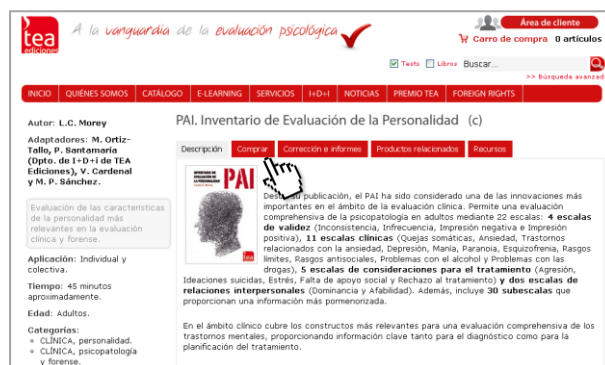 tea
ediciones
A la vanguardia de la evaluación psicológica
Área de cliente
Carro de compra 0 artículos
Tests Libros Buscar...
>> Búsqueda avanzad
INICIO QUIÉNES SOMOS CATÁLOGO E-LEARNING SERVICIOS I+D+I NOTICIAS PREMIO TEA FOREIGN RIGHTS
Autor: L.C. Morey
Adaptadores: M. Ortiz-
Tallo, P. Santamaría
(Dpto. de I+D+i de TEA
Ediciones), V. Cardenal
y M. P. Sánchez.
Evaluación de las características
de la personalidad más
relevantes en la evaluación
clínica y forense.
Aplicación: Individual y
colectiva.
Tiempo: 45 minutos
aproximadamente.
Edad: Adultos.
Categorías:
CLÍNICA, personalidad.
CLÍNICA, psicopatología
y forense.
PAI. Inventario de Evaluación de la Personalidad (c)
Descripción Comprar Corrección e informes Productos relacionados Recursos
INVENTARIO DE
EVALUACIÓN DE
LA PERSONALIDAD
PAI
tea
publicación, el PAI ha sido considerado una de las innovaciones más
importantes en el ámbito de la evaluación clínica. Permite una evaluación
comprehensiva de la psicopatología en adultos mediante 22 escalas: 4 escalas
de validez (Inconsistencia, Infrecuencia, Impresión negativa e Impresión
positiva), 11 escalas clínicas (Quejas somáticas, Ansiedad, Trastornos
relacionados con la ansiedad, Depresión, Manía, Paranoia, Esquizofrenia, Rasgos
límites, Rasgos antisociales, Problemas con el alcohol y Problemas con las
drogas), 5 escalas de consideraciones para el tratamiento (Agresión,
Ideaciones suicidas, Estrés, Falta de apoyo social y Rechazo al tratamiento) y dos escalas de
relaciones interpersonales (Dominancia y Afabilidad). Además, incluye 30 subescalas que
proporcionan una información más pormenorizada.
En el ámbito clínico cubre los constructos más relevantes para una evaluación comprehensiva de los
trastornos mentales, proporcionando información clave tanto para el diagnóstico como para la
planificación del tratamiento.